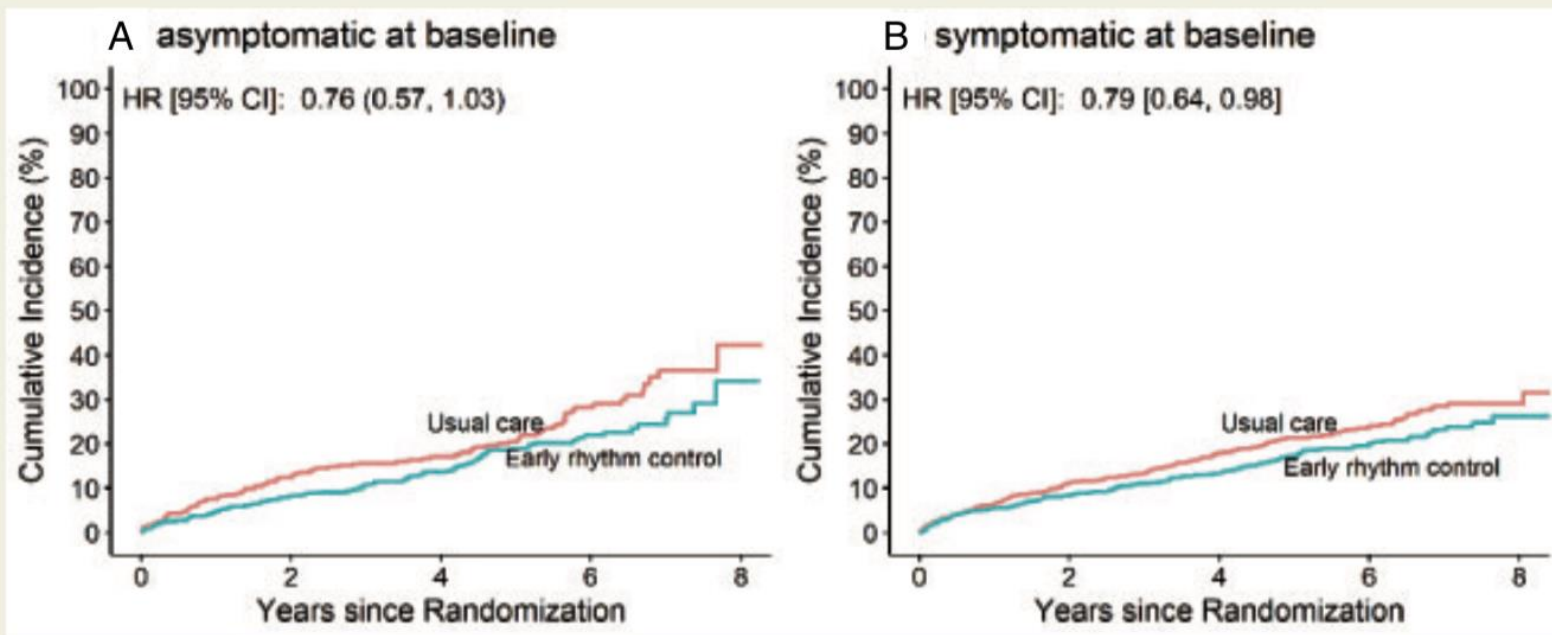 A asymptomatic at baseline
HR [95% CI]: 0.76 (0.57, 1.03)
Cumulative Incidence (%)
100
90
80
70
60
50
40
30
20
10
0
Usual care
Early rhythm control
0 2 4 6 8
Years since Randomization
B symptomatic at baseline
HR [95% CI]: 0.79 [0.64, 0.98]
Cumulative Incidence (%)
100
90
80
70
60
50
40
30
20
10
0
Usual care
Early rhythm control
0 2 4 6 8
Years since Randomization